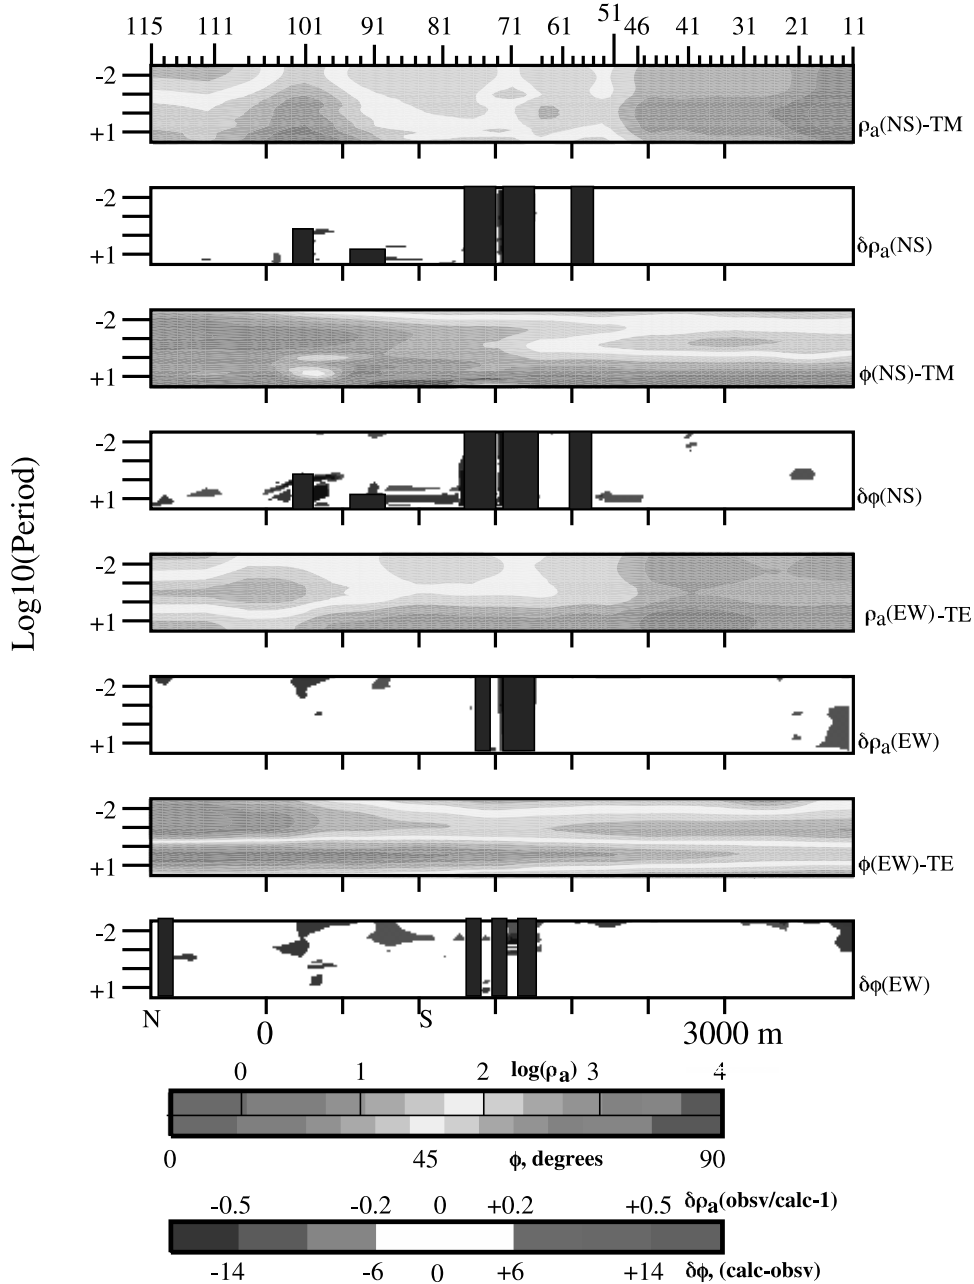 115 111 101 91 81 71 61 51 46 41 31 21 11
-2
+1
ρa(NS)-TM
-2
+1
δρa(NS)
-2
+1
ϕ(NS)-TM
-2
+1
δϕ(NS)
Log10(Period)
-2
+1
ρa(EW)-TE
-2
+1
δρa(EW)
-2
+1
ϕ(EW)-TE
-2
+1
δϕ(EW)
N S
0 3000 m
0 1 2 log(ρa) 3 4
0 45 ϕ, degrees 90
-0.5 -0.2 0 +0.2 +0.5 δρa(obsv/calc-1)
-14 -6 0 +6 +14 δϕ, (calc-obsv)